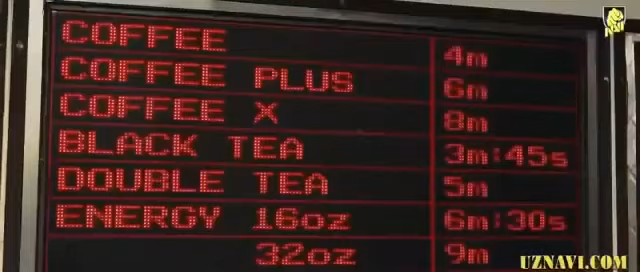 COFFEE 4m
COFFEE PLUS 6m
COFFEE X 8m
BLACK TEA 3m:45s
DOUBLE TEA 5m
ENERGY 16oz 6m:30s
32oz 9m
UZNAVI.COM